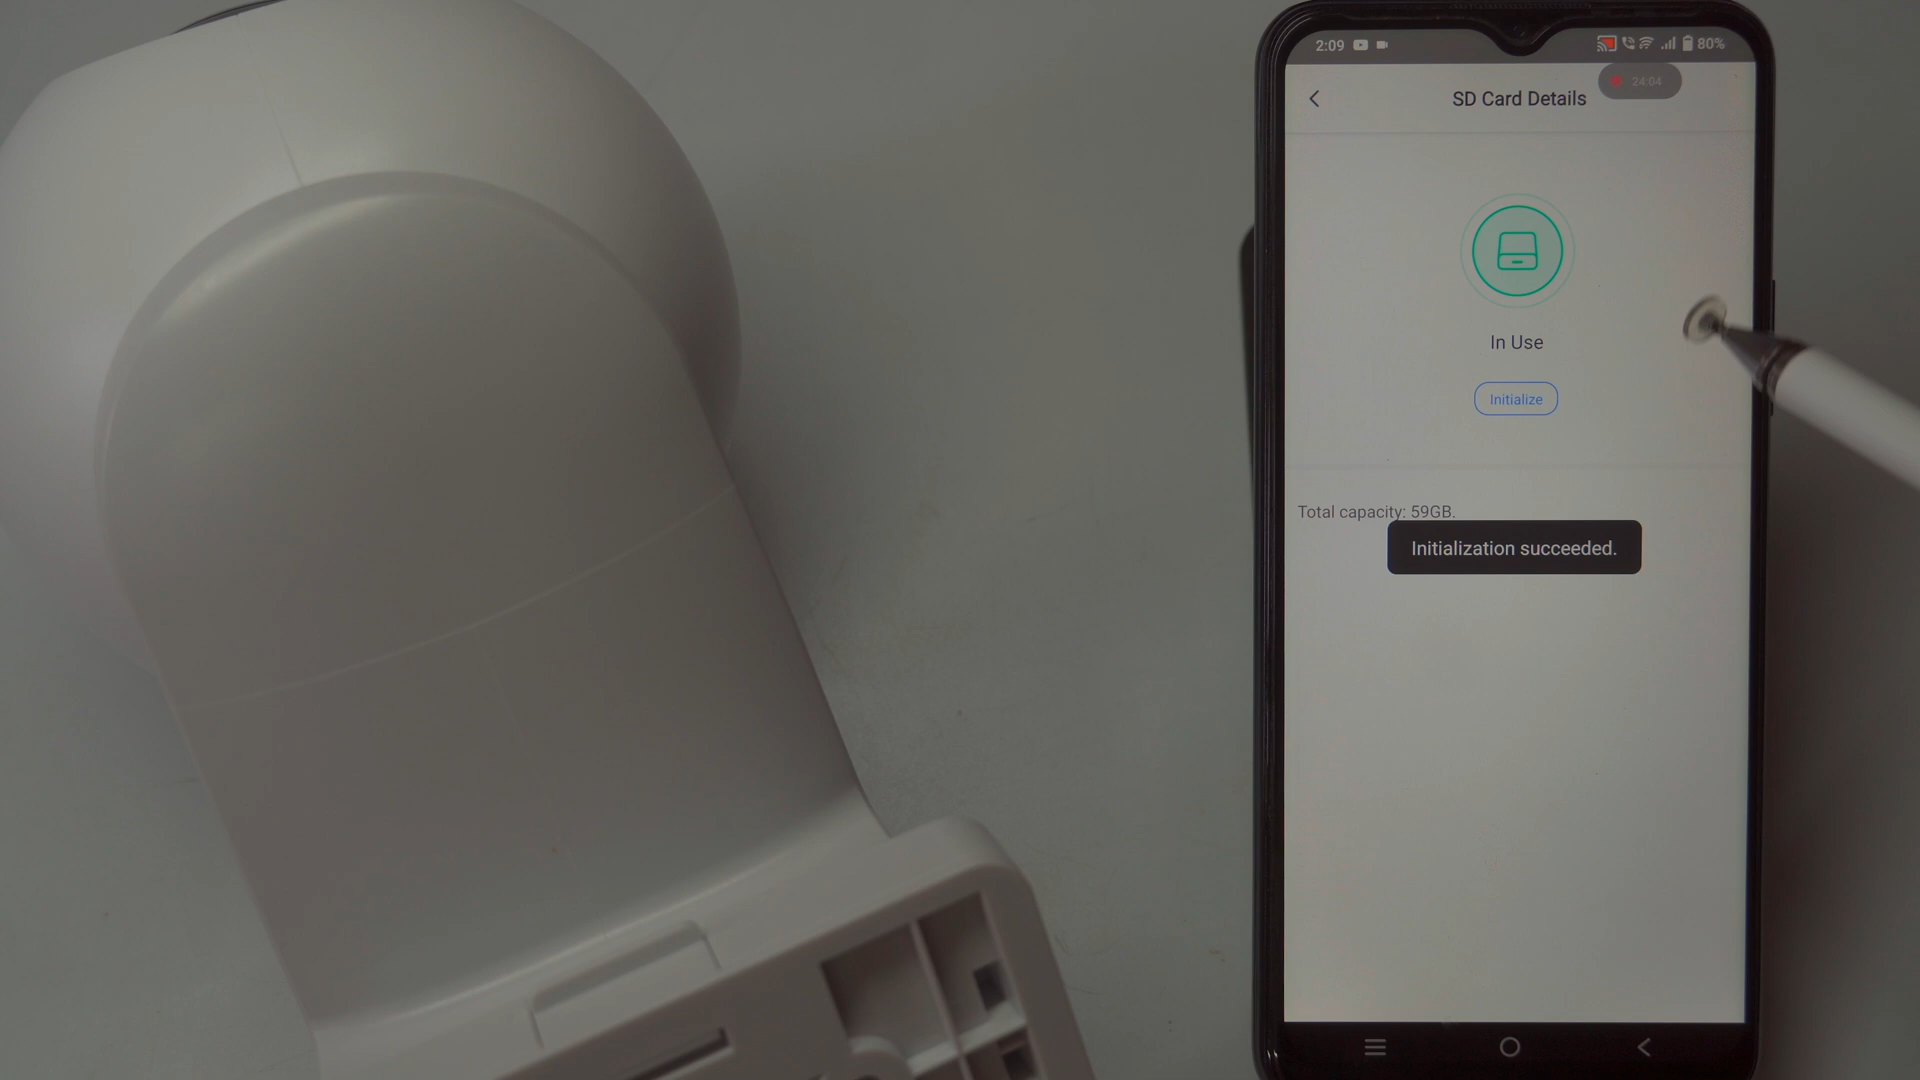 2:09
80%
24:04
SD Card Details
In Use
Initialize
Total capacity: 59GB.
Initialization succeeded.